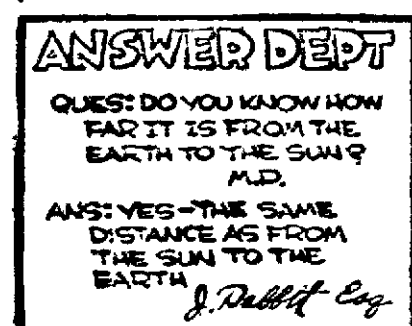 ANSWER DEPT
QUES: DO YOU KNOW HOW
FAR IT IS FROM THE
EARTH TO THE SUN?
M.D.
ANS: YES-THE SAME
DISTANCE AS FROM
THE SUN TO THE
EARTH
J. Rabbit Esq